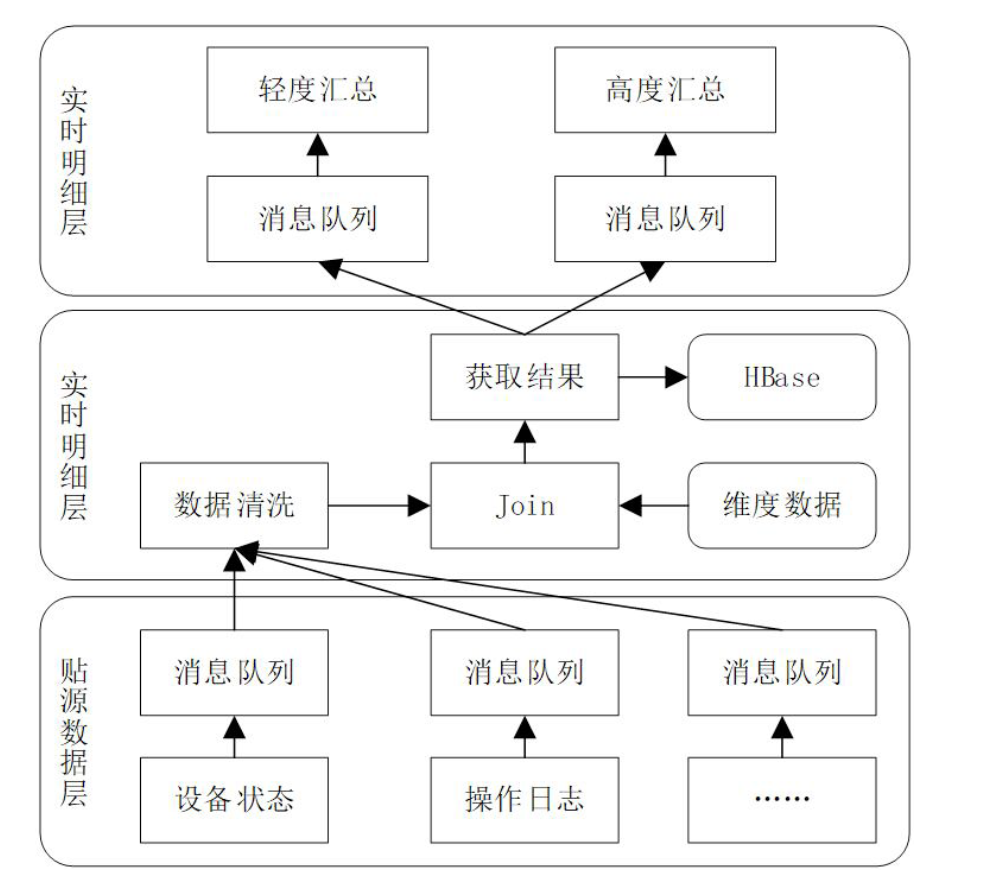 实时明细层
轻度汇总
高度汇总
消息队列
消息队列
实时明细层
获取结果
HBase
数据清洗
Join
维度数据
贴源数据层
消息队列
消息队列
消息队列
设备状态
操作日志
……